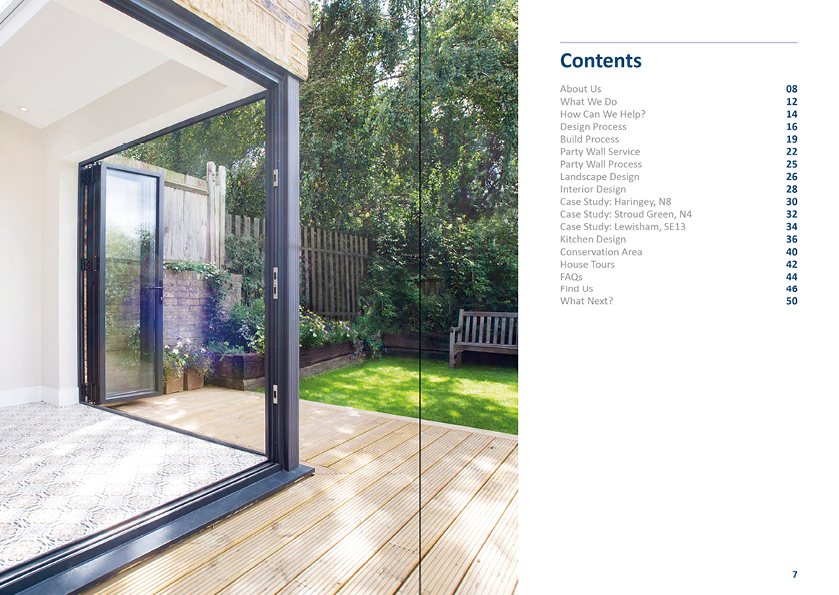 Contents
About Us 08
What We Do 12
How Can We Help? 14
Design Process 16
Build Process 19
Party Wall Service 22
Party Wall Process 25
Landscape Design 26
Interior Design 28
Case Study: Haringey, N8 30
Case Study: Stroud Green, N4 32
Case Study: Lewisham, SE13 34
Kitchen Design 36
Conservation Area 40
House Tours 42
FAQs 44
Find Us 46
What Next? 50
7